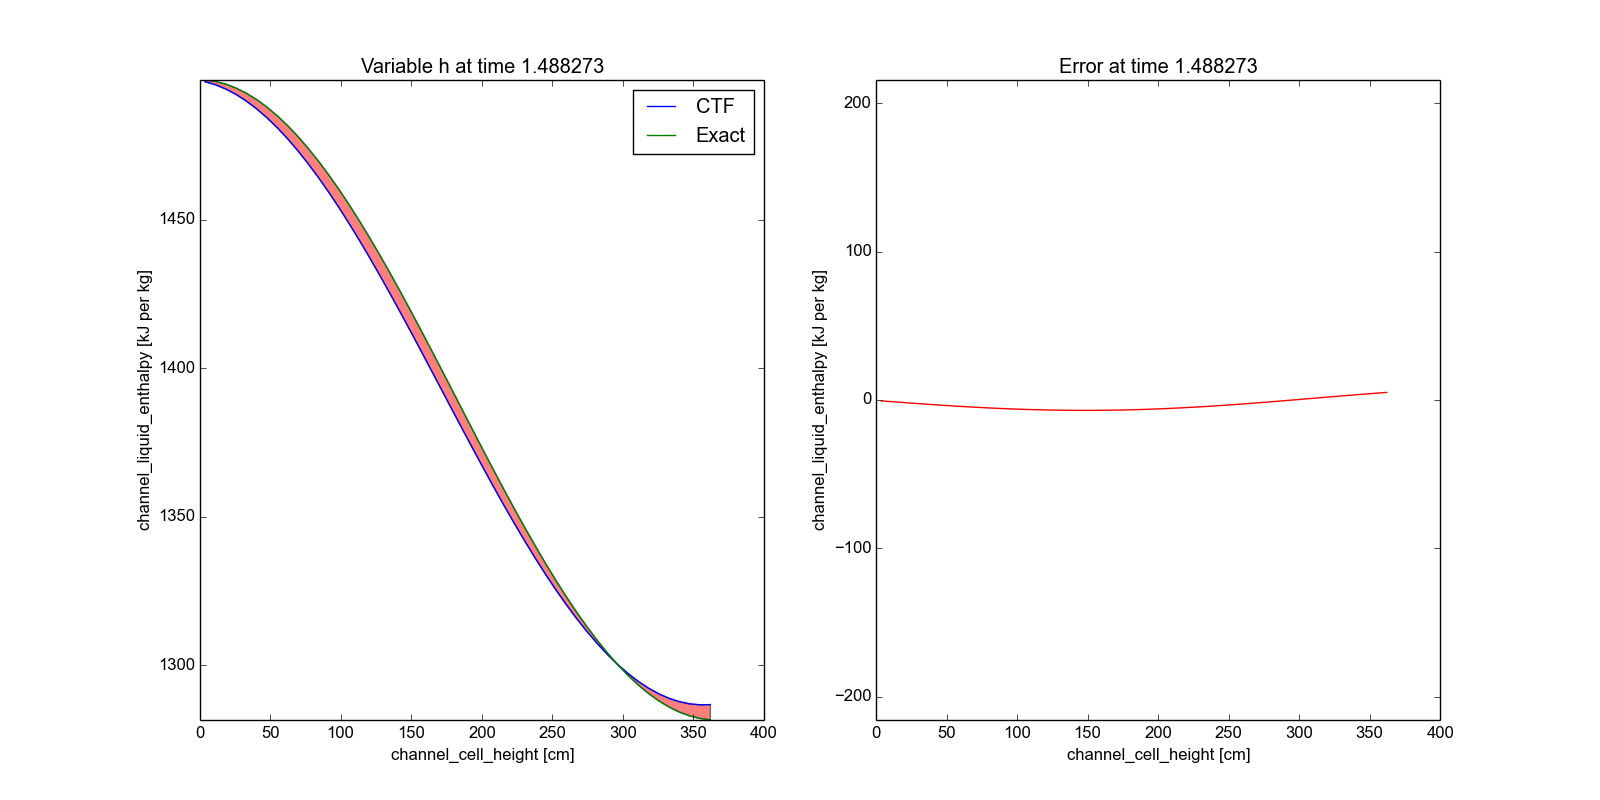 Variable h at time 1.488273
CTF
Exact
1450
1400
1350
1300
channel_liquid_enthalpy [kJ per kg]
0 50 100 150 200 250 300 350 400
channel_cell_height [cm]
Error at time 1.488273
200
100
0
−100
−200
channel_liquid_enthalpy [kJ per kg]
0 50 100 150 200 250 300 350 400
channel_cell_height [cm]